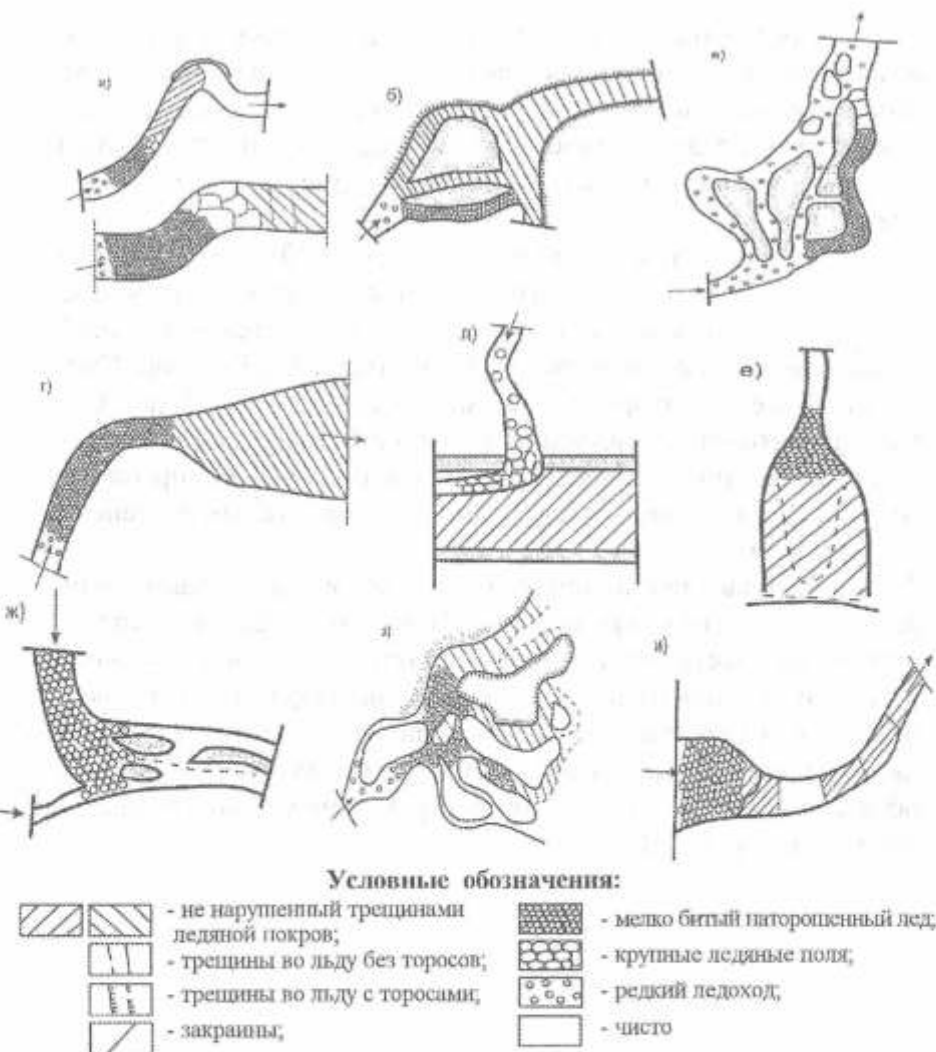 а)
б)
в)
г)
д)
е)
ж)
з)
и)
Условные обозначения:
- не нарушенный трещинами
ледяной покров;
- трещины во льду без торосов;
- трещины во льду с торосами;
- закраины;
- мелко битый наторошенный лед;
- крупные ледяные поля;
- редкий ледоход;
- чисто